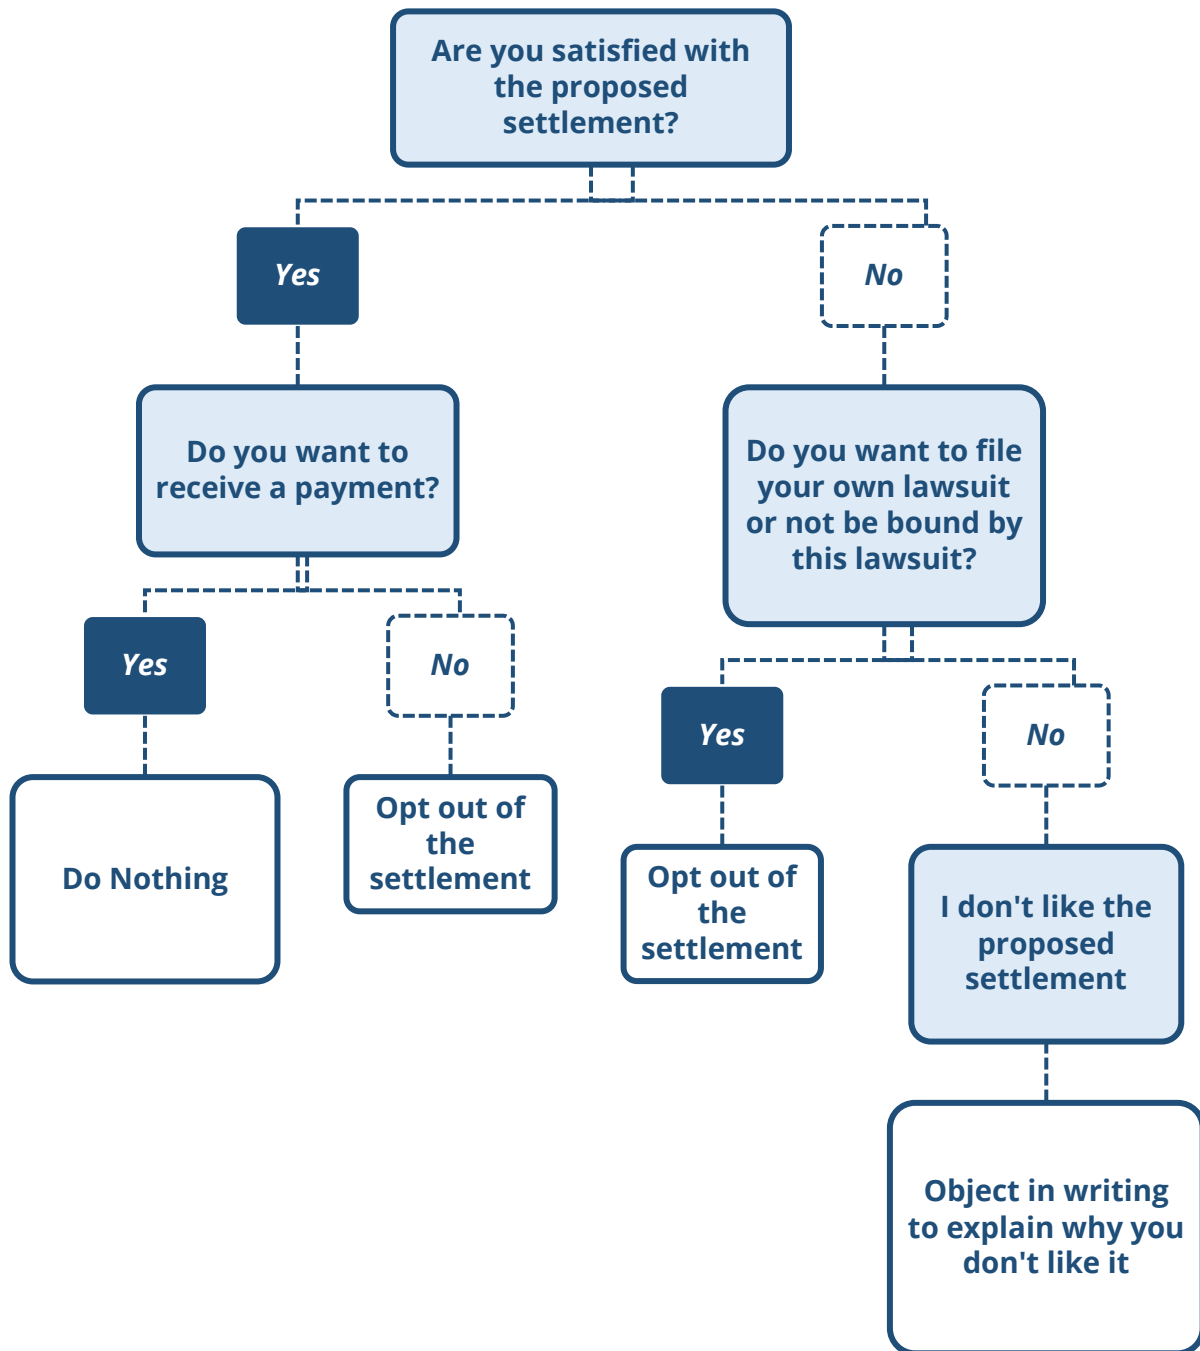 Are you satisfied with
the proposed
settlement?
Yes
No
Do you want to
receive a payment?
Do you want to file
your own lawsuit
or not be bound by
this lawsuit?
Yes
No
Yes
No
Do Nothing
Opt out of
the
settlement
Opt out of
the
settlement
I don't like the
proposed
settlement
Object in writing
to explain why you
don't like it